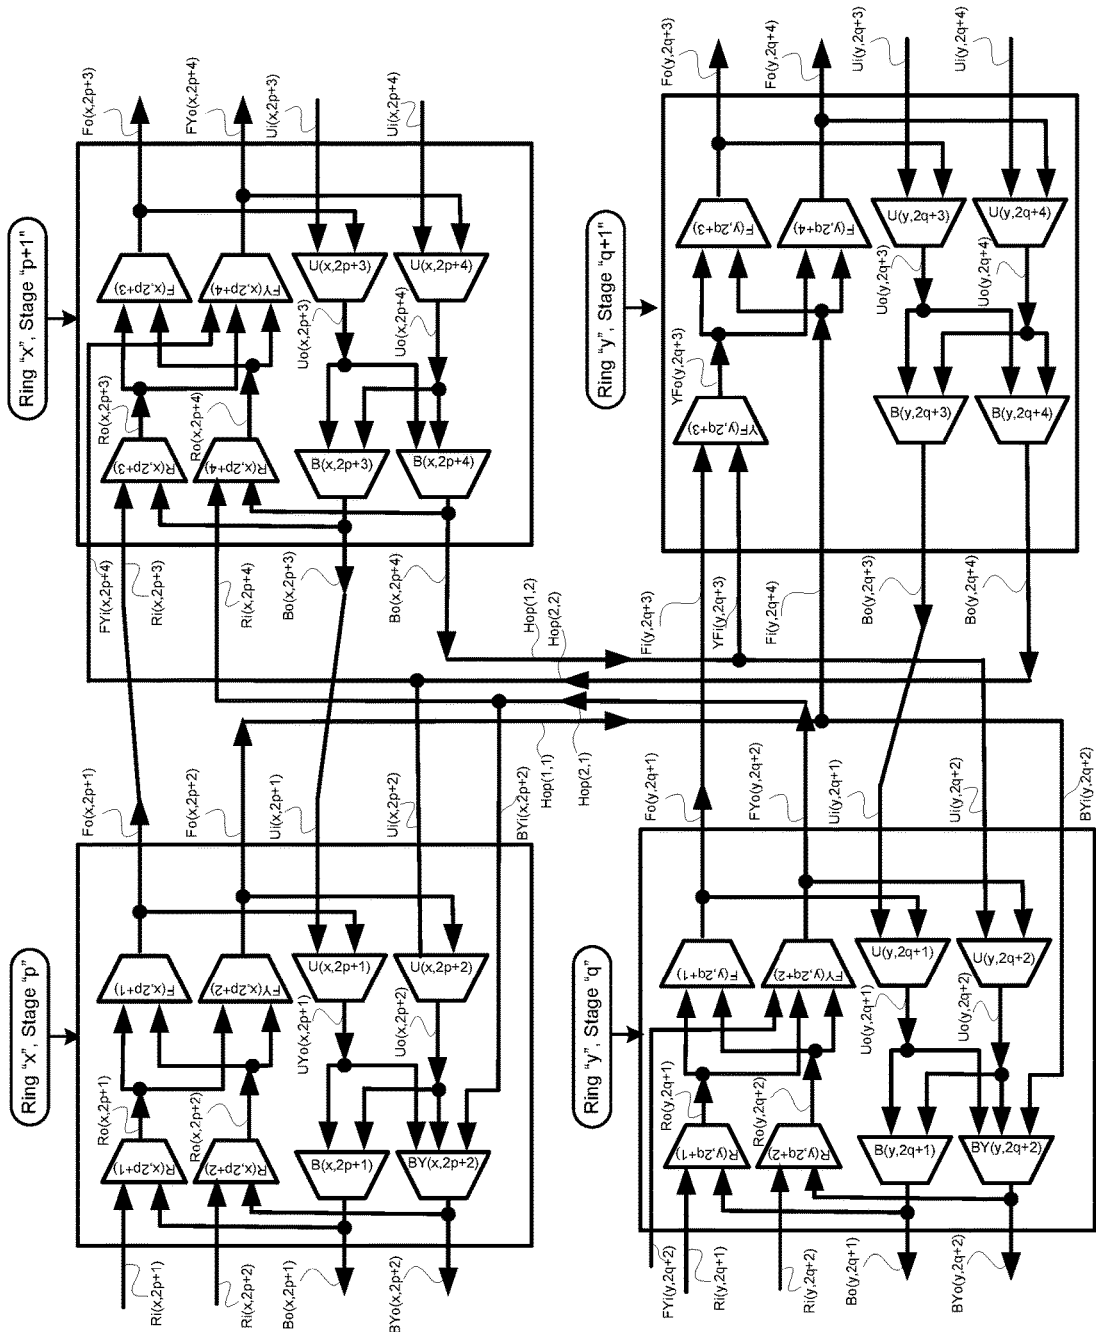 Ring "x", Stage "p+1"
Fo(x,2p+3)
FYo(x,2p+4)
Ui(x,2p+3)
Ui(x,2p+4)
F(x,2p+3)
FY(x,2p+4)
U(x,2p+3)
U(x,2p+4)
Ro(x,2p+3)
Ro(x,2p+4)
Uo(x,2p+3)
Uo(x,2p+4)
R(x,2p+3)
R(x,2p+4)
B(x,2p+3)
B(x,2p+4)
FYi(x,2p+4)
Ri(x,2p+3)
Ri(x,2p+4)
Bo(x,2p+3)
Bo(x,2p+4)
Ring "y", Stage "q+1"
Fo(y,2q+3)
Fo(y,2q+4)
Ui(y,2q+3)
Ui(y,2q+4)
F(y,2q+3)
F(y,2q+4)
U(y,2q+3)
U(y,2q+4)
YFo(y,2q+3)
Uo(y,2q+3)
Uo(y,2q+4)
YF(y,2q+3)
B(y,2q+3)
B(y,2q+4)
Fi(y,2q+3)
YFi(y,2q+3)
Fi(y,2q+4)
Bo(y,2q+3)
Bo(y,2q+4)
Hop(1,2)
Hop(2,2)
Hop(1,1)
Hop(2,1)
Ring "x", Stage "p"
Fo(x,2p+1)
Fo(x,2p+2)
Ui(x,2p+1)
Ui(x,2p+2)
BYi(x,2p+2)
F(x,2p+1)
FY(x,2p+2)
U(x,2p+1)
U(x,2p+2)
Ro(x,2p+1)
Ro(x,2p+2)
UYo(x,2p+1)
Uo(x,2p+2)
R(x,2p+1)
R(x,2p+2)
B(x,2p+1)
BY(x,2p+2)
Ri(x,2p+1)
Ri(x,2p+2)
Bo(x,2p+1)
BYo(x,2p+2)
Ring "y", Stage "q"
Fo(y,2q+1)
FYo(y,2q+2)
Ui(y,2q+1)
Ui(y,2q+2)
BYi(y,2q+2)
F(y,2q+1)
FY(y,2q+2)
U(y,2q+1)
U(y,2q+2)
Ro(y,2q+1)
Ro(y,2q+2)
Uo(y,2q+1)
Uo(y,2q+2)
R(y,2q+1)
R(y,2q+2)
B(y,2q+1)
BY(y,2q+2)
FYi(y,2q+2)
Ri(y,2q+1)
Ri(y,2q+2)
Bo(y,2q+1)
BYo(y,2q+2)